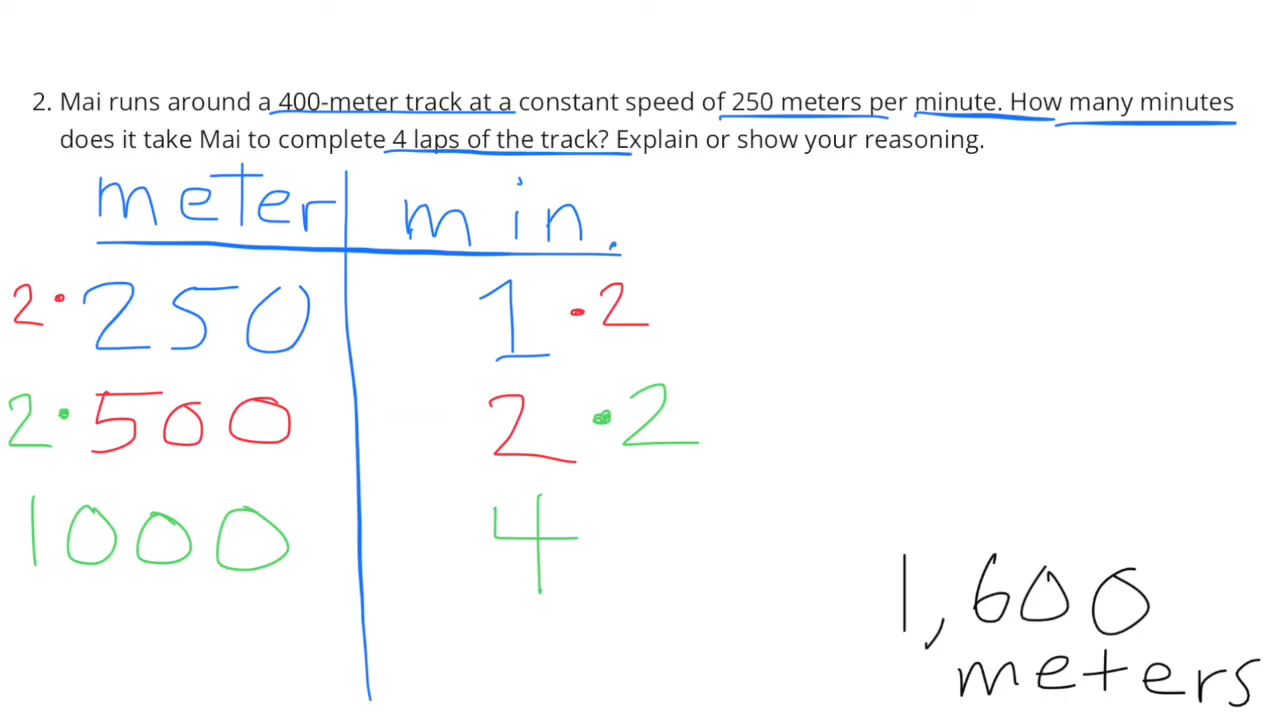 2. Mai runs around a 400-meter track at a constant speed of 250 meters per minute. How many minutes
does it take Mai to complete 4 laps of the track? Explain or show your reasoning.
meter min.
2 · 250 1 · 2
2 · 500 2 · 2
1000 4
1,600
meters